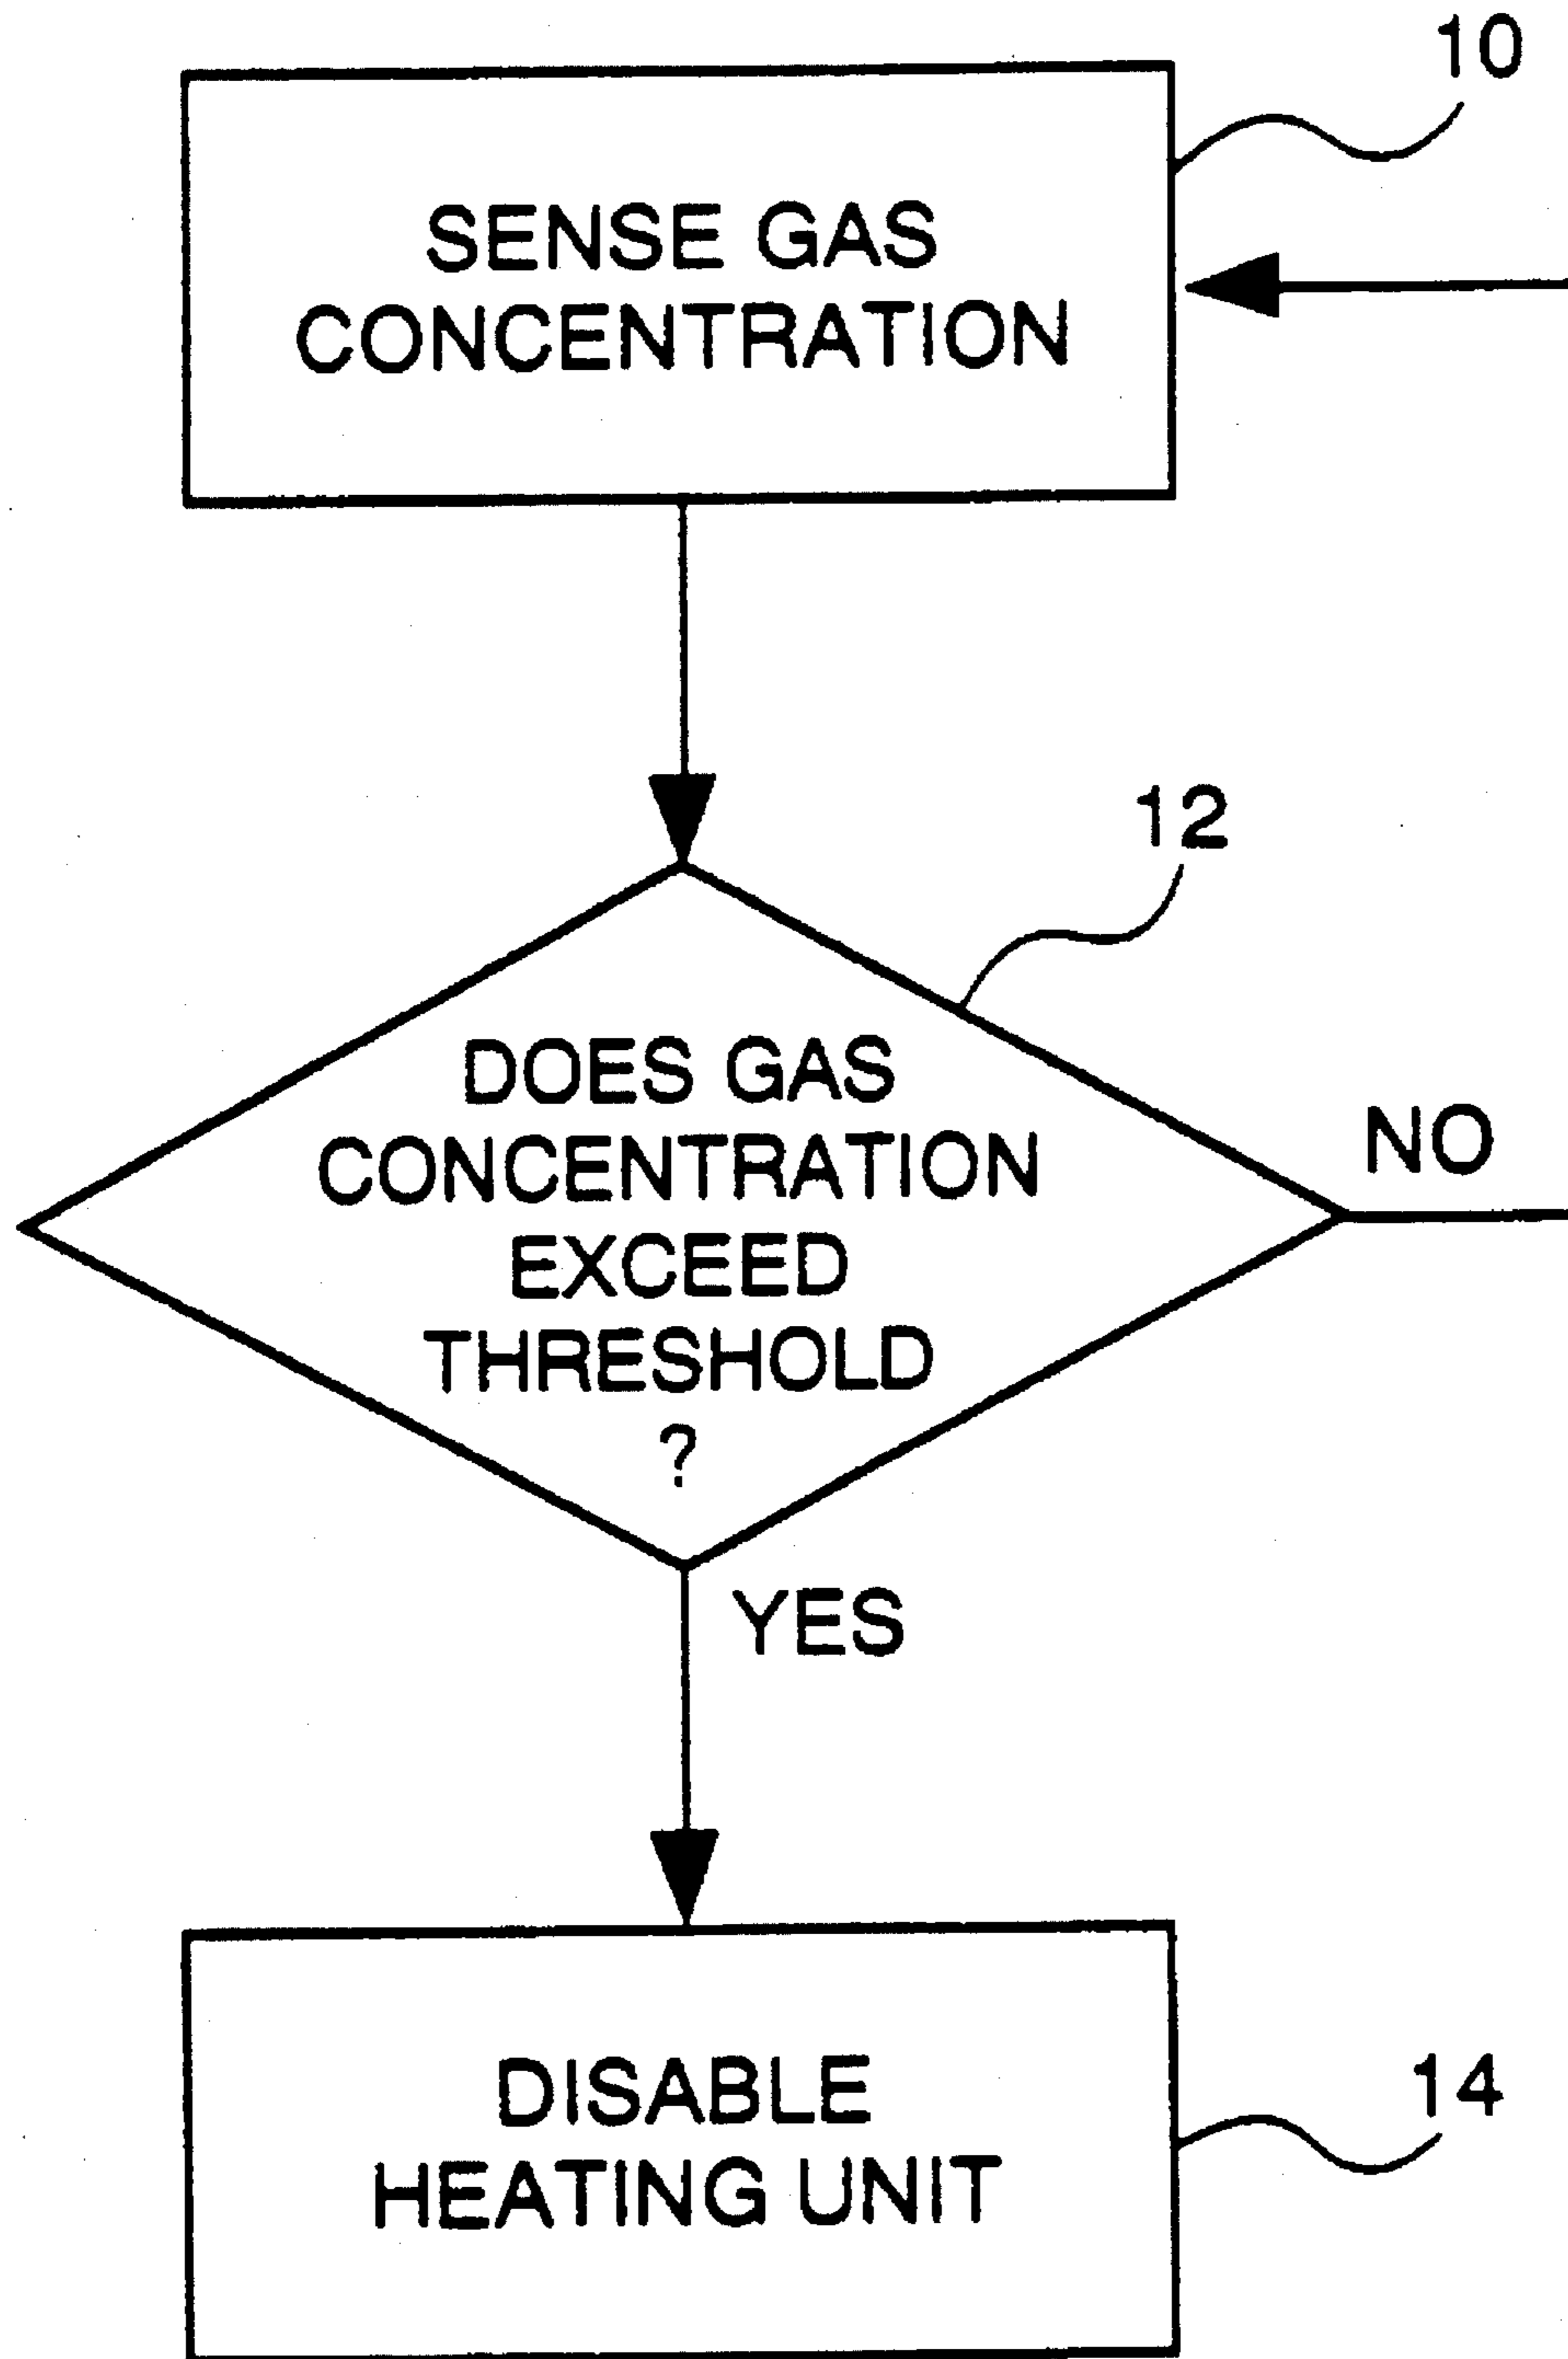 10
SENSE GAS
CONCENTRATION
12
DOES GAS
CONCENTRATION
EXCEED
THRESHOLD
?
NO
YES
DISABLE
HEATING UNIT
14